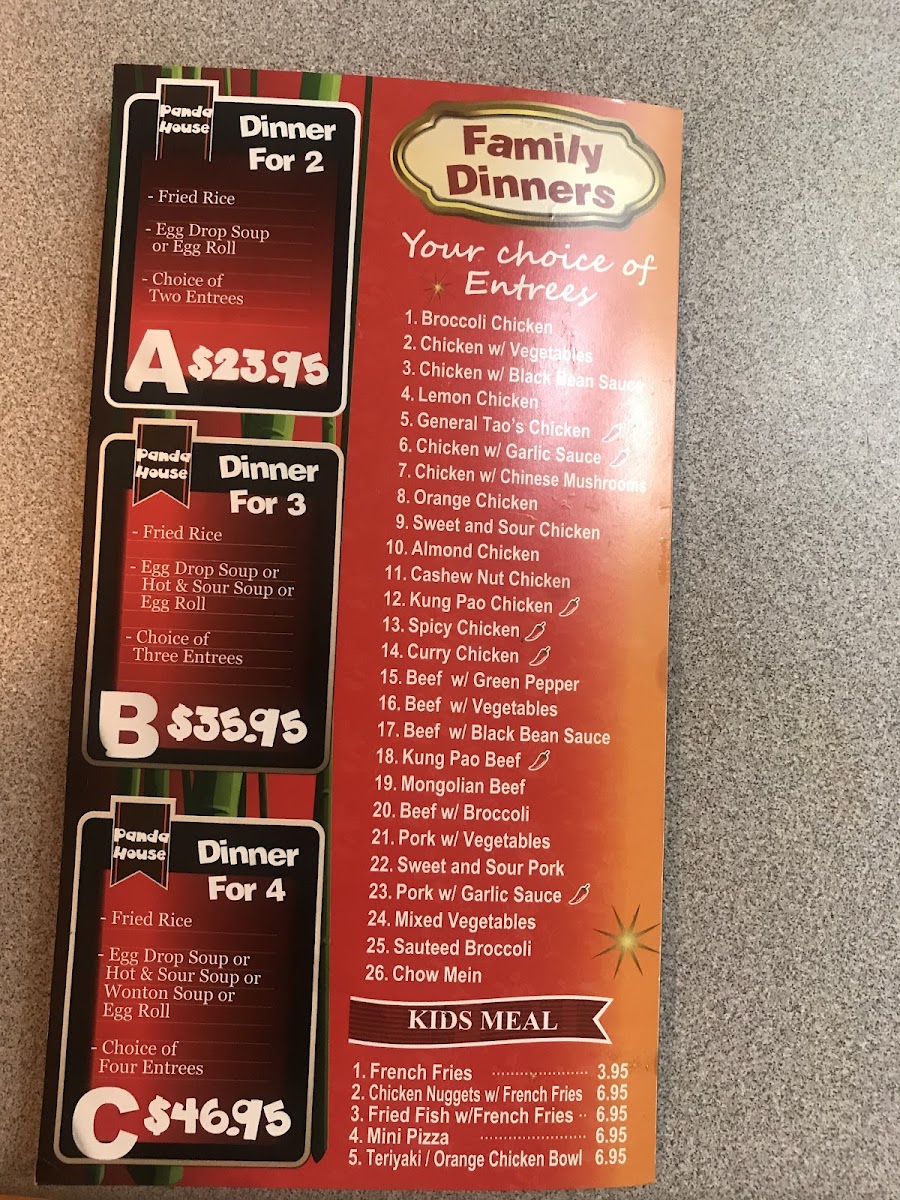 Panda
House
Dinner
For 2
- Fried Rice
- Egg Drop Soup
or Egg Roll
- Choice of
Two Entrees
A $23.95
Panda
House
Dinner
For 3
- Fried Rice
- Egg Drop Soup or
Hot & Sour Soup or
Egg Roll
- Choice of
Three Entrees
B $35.95
Panda
House
Dinner
For 4
- Fried Rice
- Egg Drop Soup or
Hot & Sour Soup or
Wonton Soup or
Egg Roll
- Choice of
Four Entrees
C $46.95
Family
Dinners
Your choice of
Entrees
1. Broccoli Chicken
2. Chicken w/ Vegetables
3. Chicken w/ Black Bean Sauce
4. Lemon Chicken
5. General Tao's Chicken
6. Chicken w/ Garlic Sauce
7. Chicken w/ Chinese Mushrooms
8. Orange Chicken
9. Sweet and Sour Chicken
10. Almond Chicken
11. Cashew Nut Chicken
12. Kung Pao Chicken
13. Spicy Chicken
14. Curry Chicken
15. Beef w/ Green Pepper
16. Beef w/ Vegetables
17. Beef w/ Black Bean Sauce
18. Kung Pao Beef
19. Mongolian Beef
20. Beef w/ Broccoli
21. Pork w/ Vegetables
22. Sweet and Sour Pork
23. Pork w/ Garlic Sauce
24. Mixed Vegetables
25. Sauteed Broccoli
26. Chow Mein
KIDS MEAL
1. French Fries 3.95
2. Chicken Nuggets w/ French Fries 6.95
3. Fried Fish w/French Fries 6.95
4. Mini Pizza 6.95
5. Teriyaki / Orange Chicken Bowl 6.95